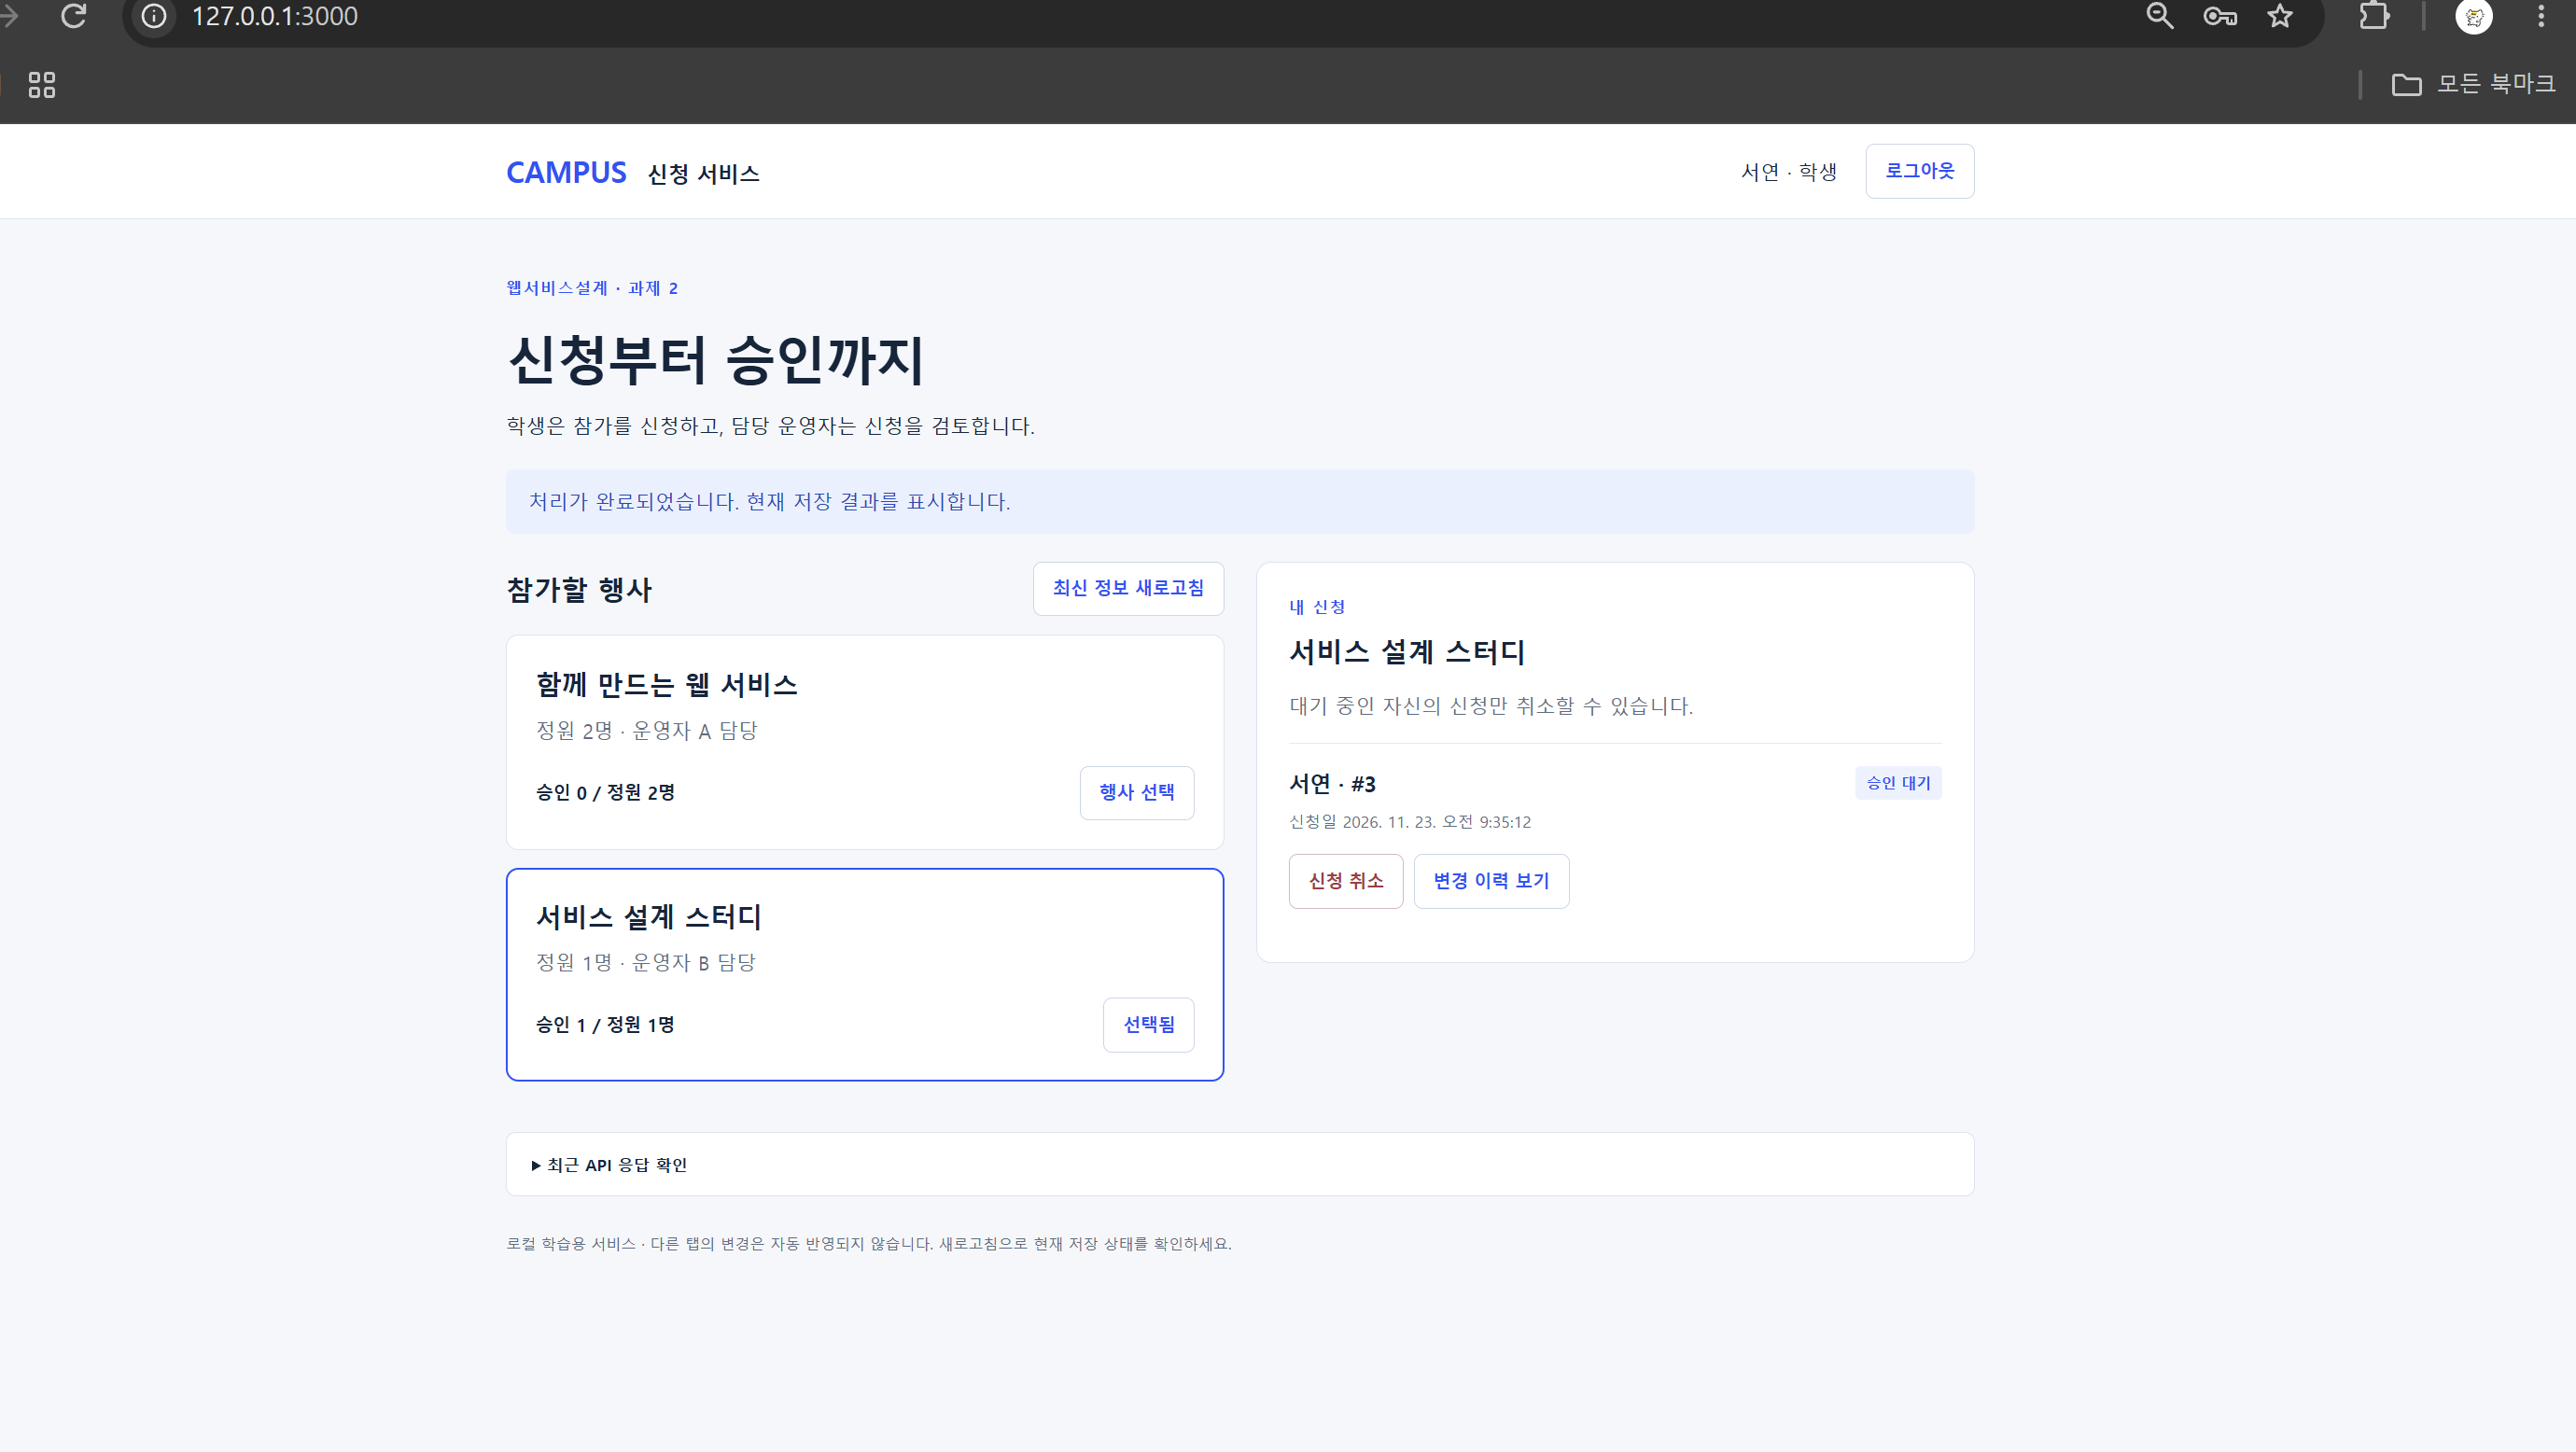 127.0.0.1:3000
모든 북마크
CAMPUS 신청 서비스
서연 · 학생
로그아웃
웹서비스설계 · 과제 2
신청부터 승인까지
학생은 참가를 신청하고, 담당 운영자는 신청을 검토합니다.
처리가 완료되었습니다. 현재 저장 결과를 표시합니다.
참가할 행사
최신 정보 새로고침
함께 만드는 웹 서비스
정원 2명 · 운영자 A 담당
승인 0 / 정원 2명
행사 선택
서비스 설계 스터디
정원 1명 · 운영자 B 담당
승인 1 / 정원 1명
선택됨
내 신청
서비스 설계 스터디
대기 중인 자신의 신청만 취소할 수 있습니다.
서연 · #3
승인 대기
신청일 2026. 11. 23. 오전 9:35:12
신청 취소
변경 이력 보기
▶ 최근 API 응답 확인
로컬 학습용 서비스 · 다른 탭의 변경은 자동 반영되지 않습니다. 새로고침으로 현재 저장 상태를 확인하세요.